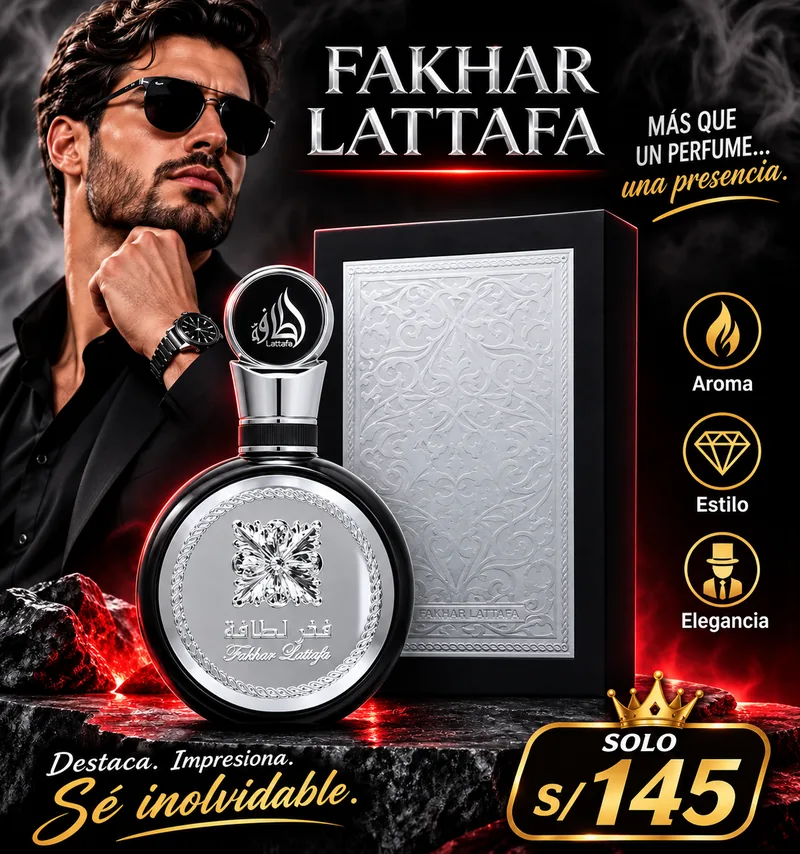 FAKHAR
LATTAFA
MÁS QUE
UN PERFUME...
una presencia.
لطافة
Lattafa
Aroma
Estilo
Elegancia
فخر لطافة
Fakhar Lattafa
FAKHAR LATTAFA
Destaca. Impresiona.
Sé inolvidable.
SOLO
S/145